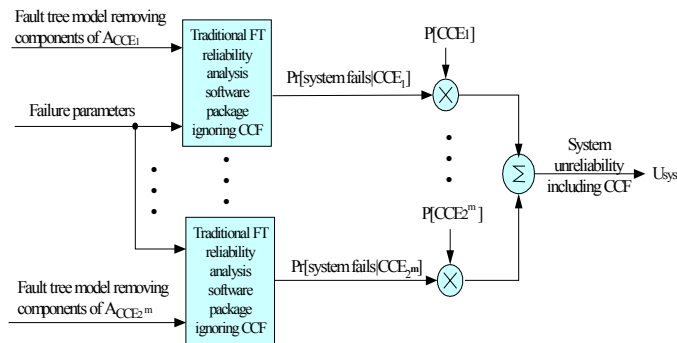 Fault tree model removing
components of ACCE1
Failure parameters
Traditional FT
reliability
analysis
software
package
ignoring CCF
Pr[system fails|CCE1]
P[CCE1]
System
unreliability
including CCF
Usys
P[CCE2m]
Traditional FT
reliability
analysis
software
package
ignoring CCF
Pr[system fails|CCE2m]
Fault tree model removing
components of ACCE2m